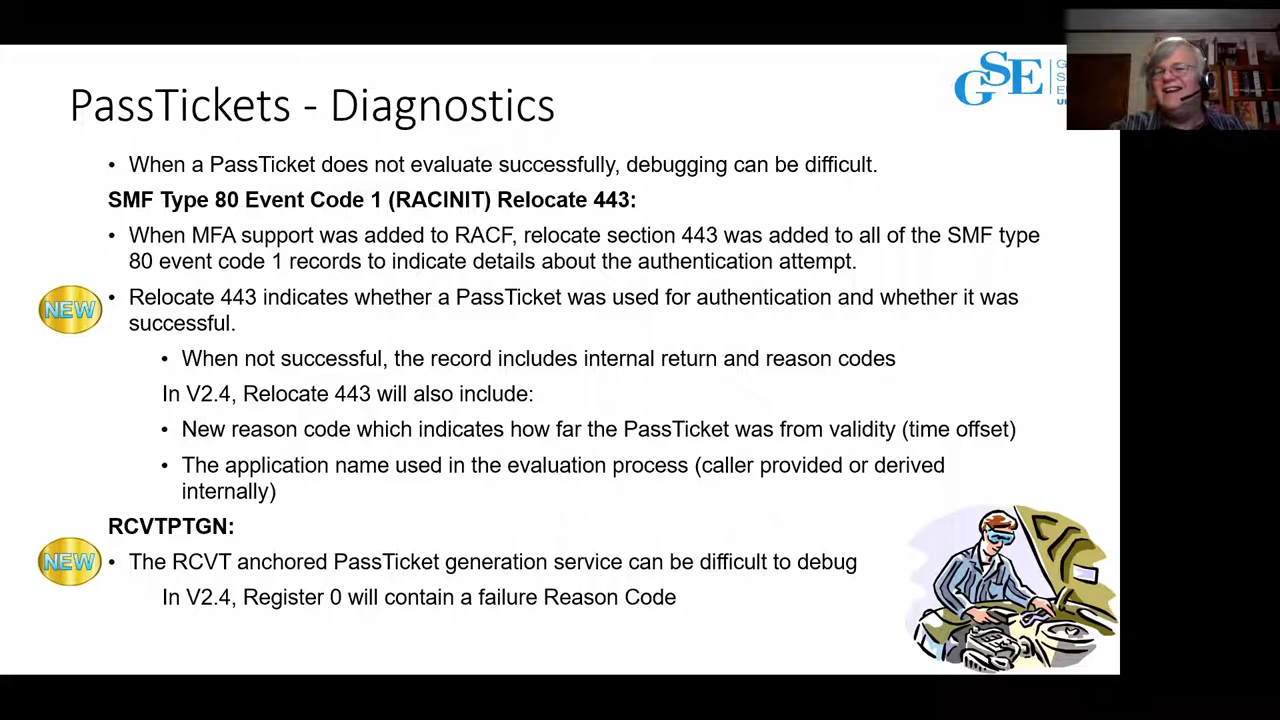 GSE
PassTickets - Diagnostics
• When a PassTicket does not evaluate successfully, debugging can be difficult.
SMF Type 80 Event Code 1 (RACINIT) Relocate 443:
• When MFA support was added to RACF, relocate section 443 was added to all of the SMF type
80 event code 1 records to indicate details about the authentication attempt.
NEW
• Relocate 443 indicates whether a PassTicket was used for authentication and whether it was
successful.
• When not successful, the record includes internal return and reason codes
In V2.4, Relocate 443 will also include:
• New reason code which indicates how far the PassTicket was from validity (time offset)
• The application name used in the evaluation process (caller provided or derived
internally)
RCVTPTGN:
NEW
• The RCVT anchored PassTicket generation service can be difficult to debug
In V2.4, Register 0 will contain a failure Reason Code